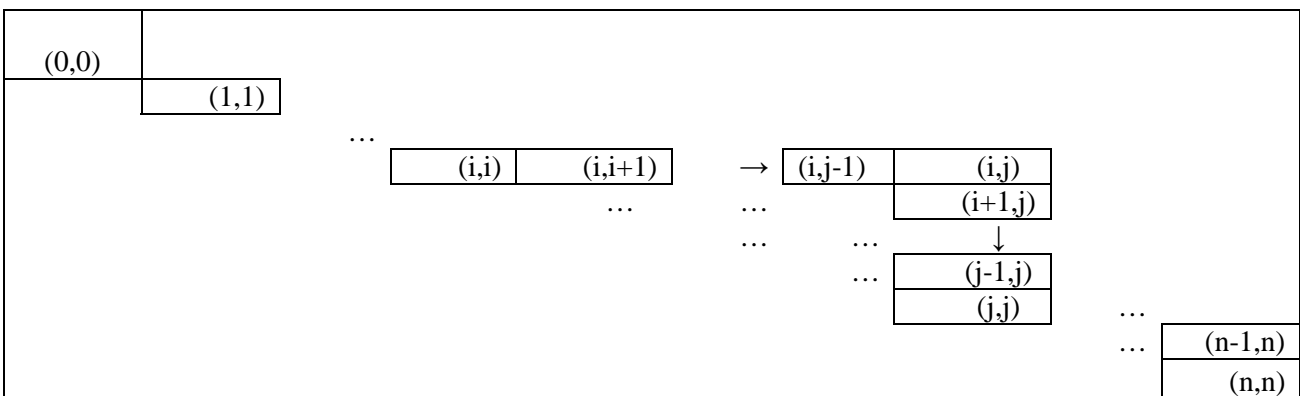 (0,0)
(1,1)
…
(i,i) (i,i+1) → (i,j-1) (i,j)
… … (i+1,j)
… … ↓
… (j-1,j)
(j,j) …
… (n-1,n)
(n,n)